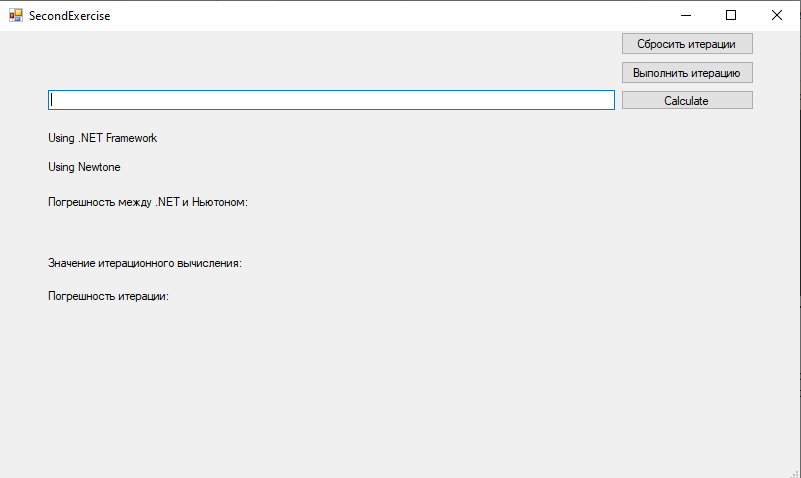 SecondExercise
Сбросить итерации
Выполнить итерацию
Calculate
Using .NET Framework
Using Newtone
Погрешность между .NET и Ньютоном:
Значение итерационного вычисления:
Погрешность итерации: